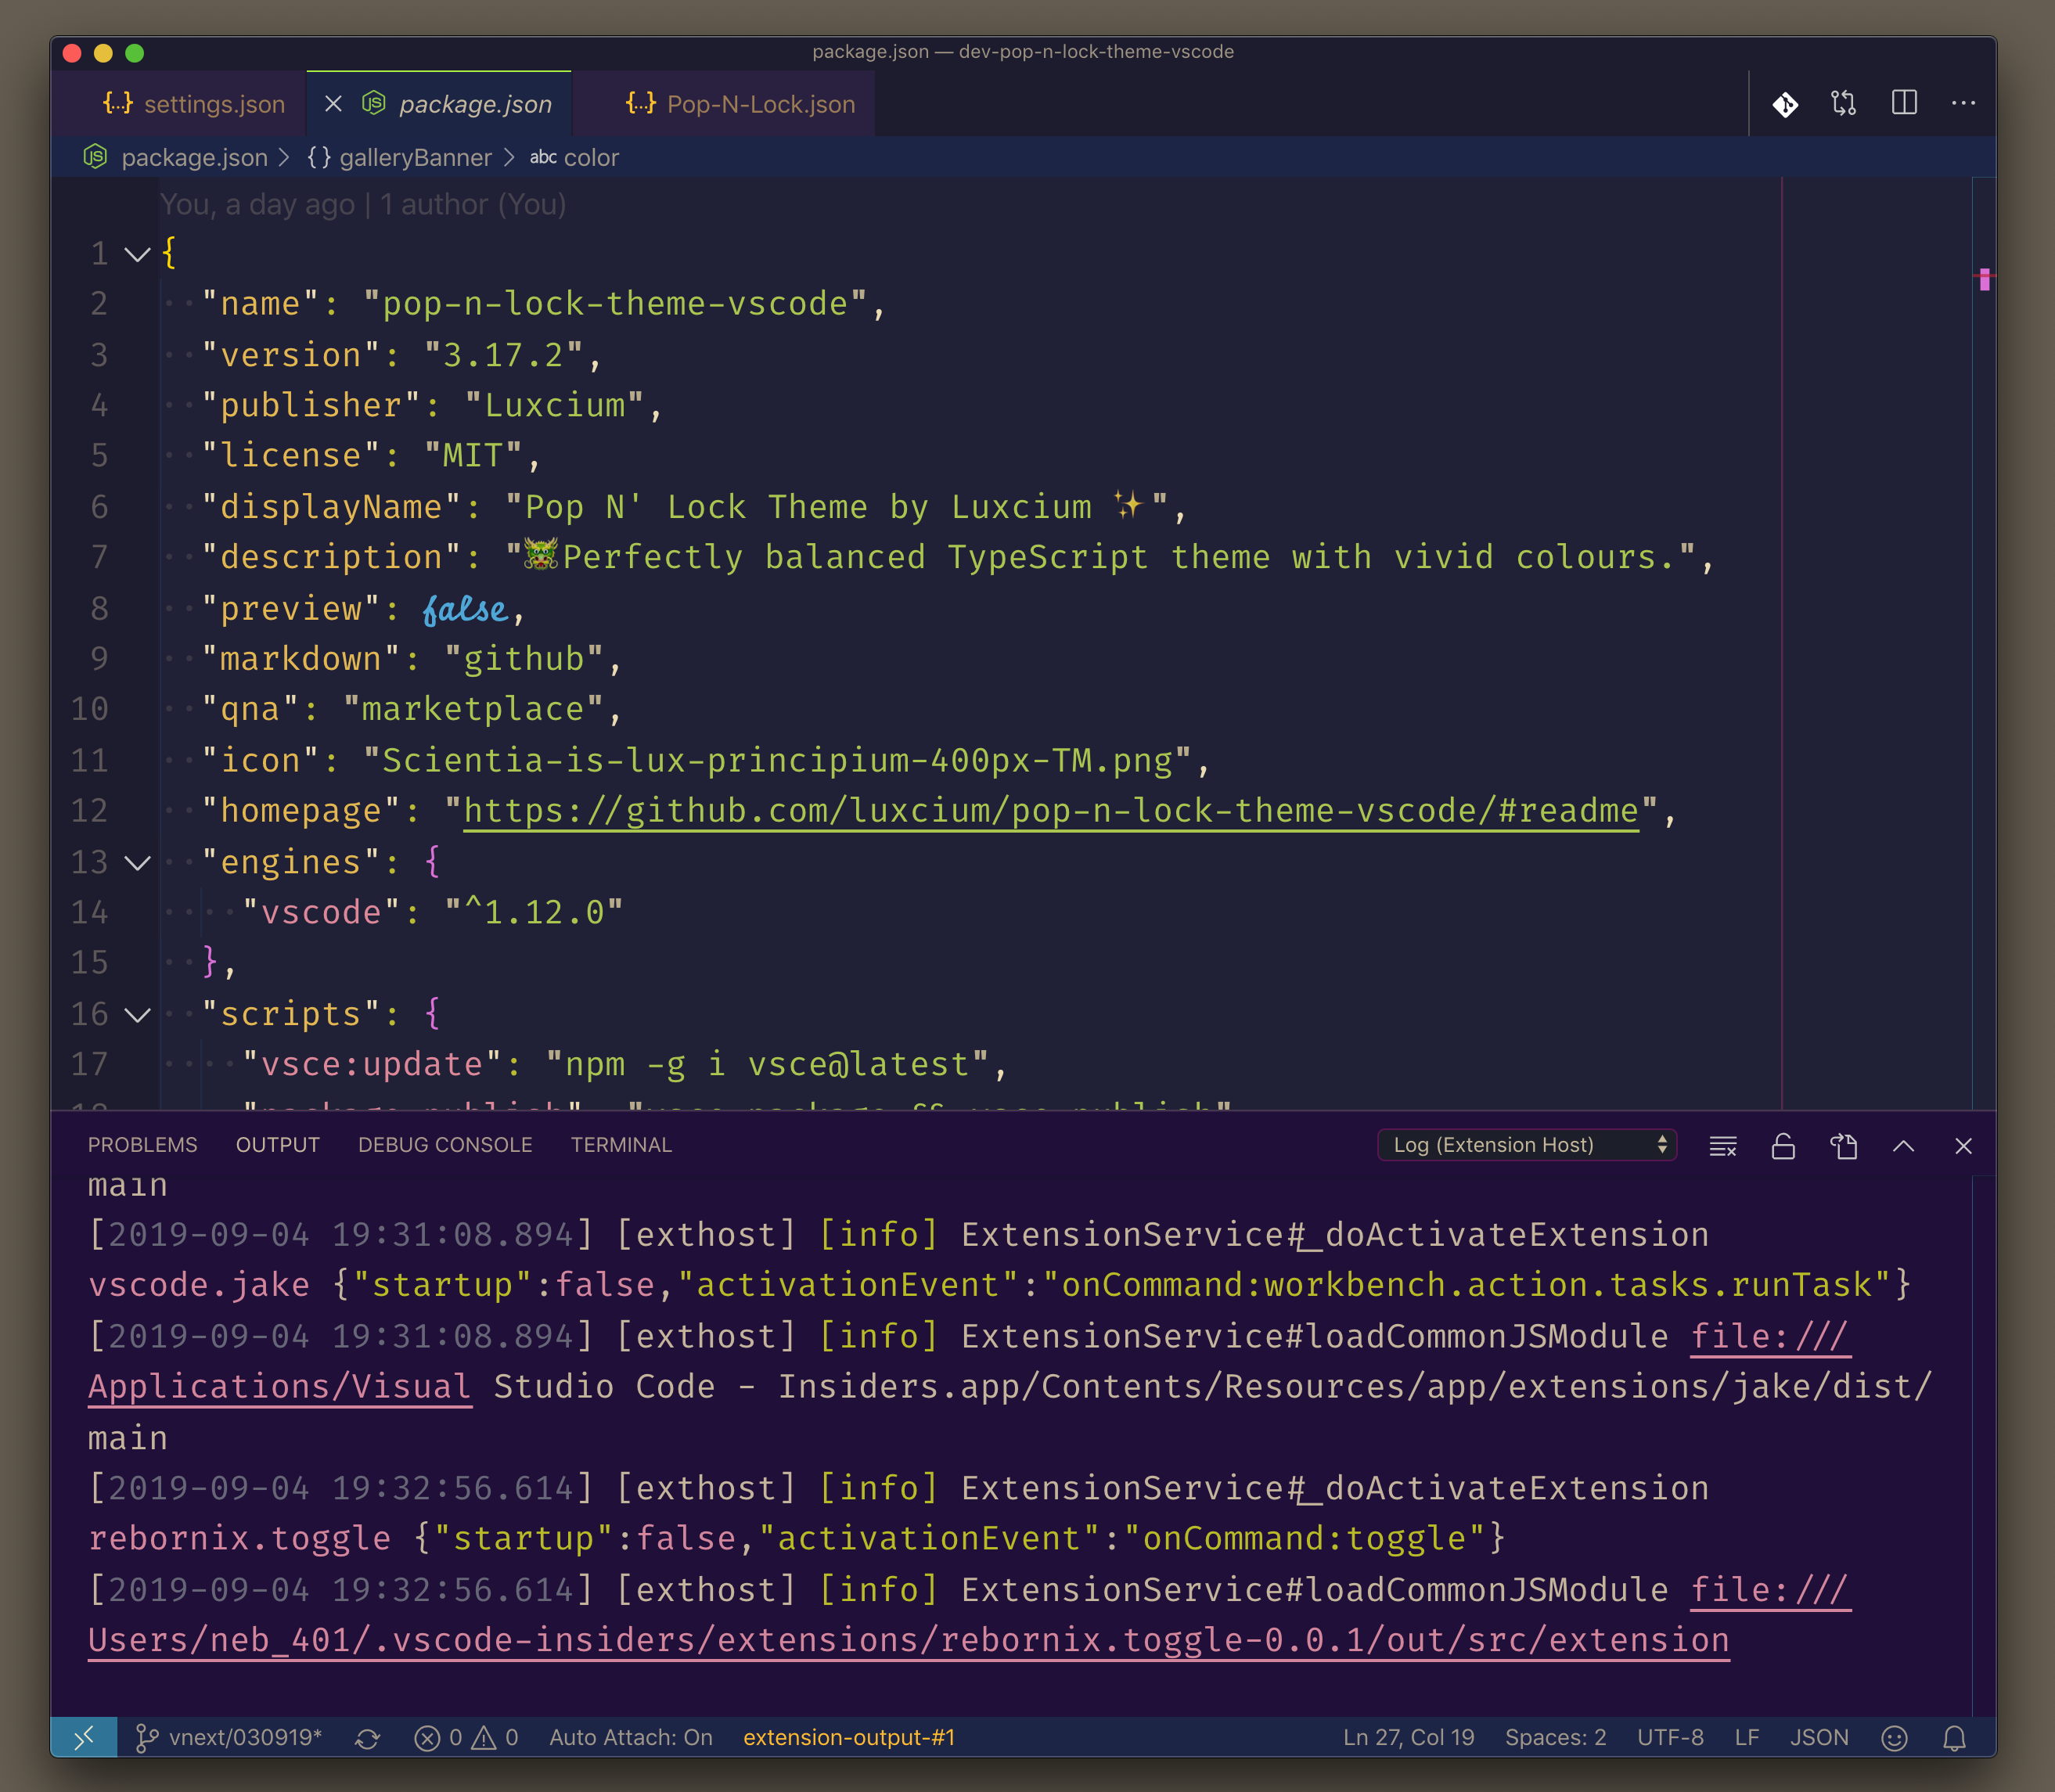 package.json — dev-pop-n-lock-theme-vscode
{...} settings.json
package.json
{...} Pop-N-Lock.json
package.json > {} galleryBanner > abc color
You, a day ago | 1 author (You)
1 {
2 "name": "pop-n-lock-theme-vscode",
3 "version": "3.17.2",
4 "publisher": "Luxcium",
5 "license": "MIT",
6 "displayName": "Pop N' Lock Theme by Luxcium ✨",
7 "description": "🐲Perfectly balanced TypeScript theme with vivid colours.",
8 "preview": false,
9 "markdown": "github",
10 "qna": "marketplace",
11 "icon": "Scientia-is-lux-principium-400px-TM.png",
12 "homepage": "https://github.com/luxcium/pop-n-lock-theme-vscode/#readme",
13 "engines": {
14 "vscode": "^1.12.0"
15 },
16 "scripts": {
17 "vsce:update": "npm -g i vsce@latest",
PROBLEMS OUTPUT DEBUG CONSOLE TERMINAL Log (Extension Host)
main
[2019-09-04 19:31:08.894] [exthost] [info] ExtensionService#_doActivateExtension
vscode.jake {"startup":false,"activationEvent":"onCommand:workbench.action.tasks.runTask"}
[2019-09-04 19:31:08.894] [exthost] [info] ExtensionService#loadCommonJSModule file:///
Applications/Visual Studio Code - Insiders.app/Contents/Resources/app/extensions/jake/dist/
main
[2019-09-04 19:32:56.614] [exthost] [info] ExtensionService#_doActivateExtension
rebornix.toggle {"startup":false,"activationEvent":"onCommand:toggle"}
[2019-09-04 19:32:56.614] [exthost] [info] ExtensionService#loadCommonJSModule file:///
Users/neb_401/.vscode-insiders/extensions/rebornix.toggle-0.0.1/out/src/extension
vnext/030919* 0 0 Auto Attach: On extension-output-#1 Ln 27, Col 19 Spaces: 2 UTF-8 LF JSON